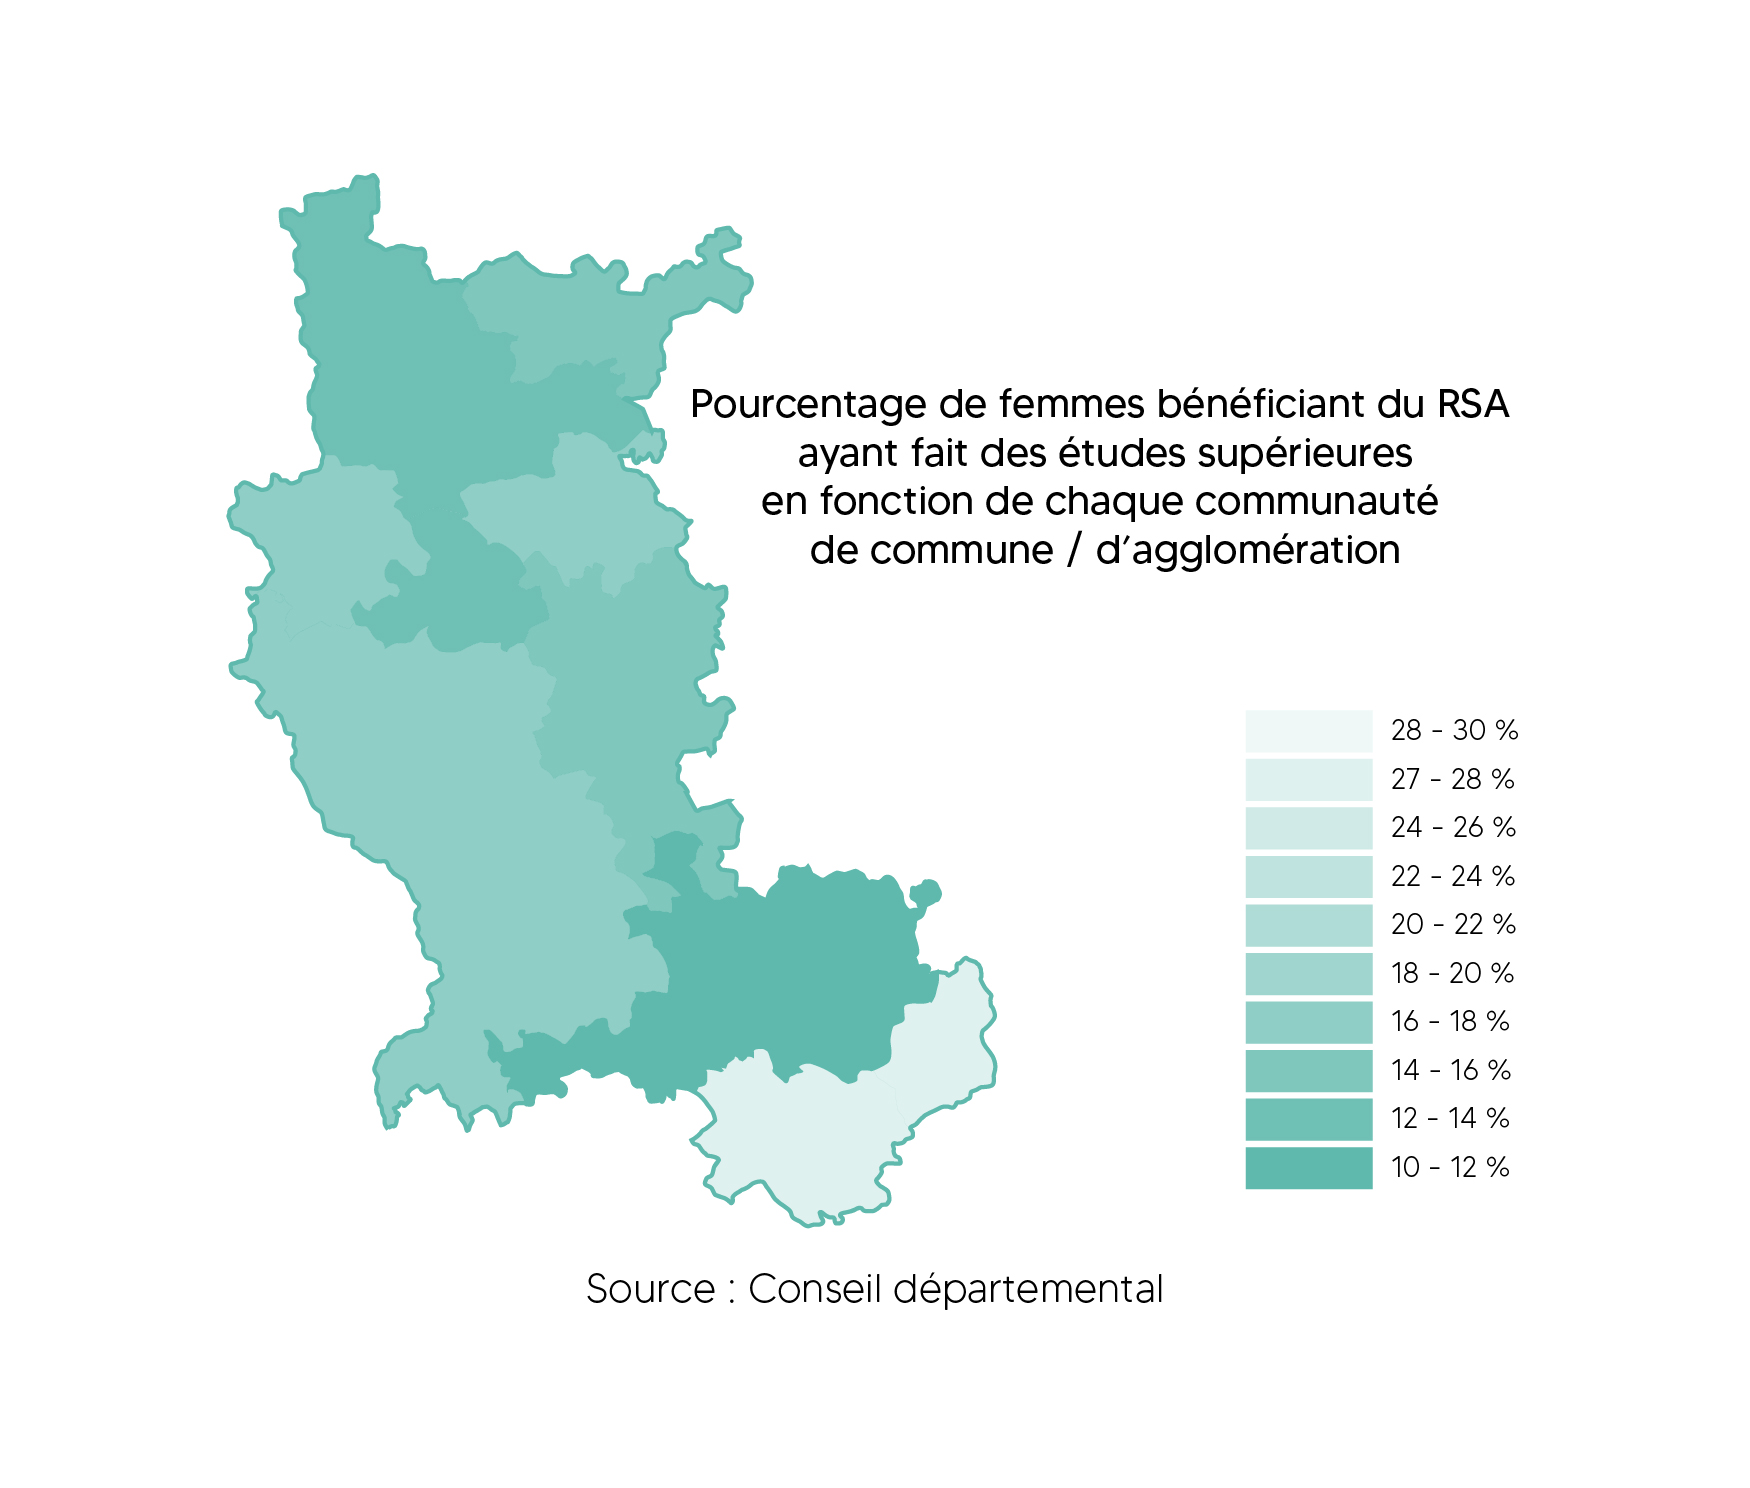 Pourcentage de femmes bénéficiant du RSA
ayant fait des études supérieures
en fonction de chaque communauté
de commune / d’agglomération
28 - 30 %
27 - 28 %
24 - 26 %
22 - 24 %
20 - 22 %
18 - 20 %
16 - 18 %
14 - 16 %
12 - 14 %
10 - 12 %
Source : Conseil départemental